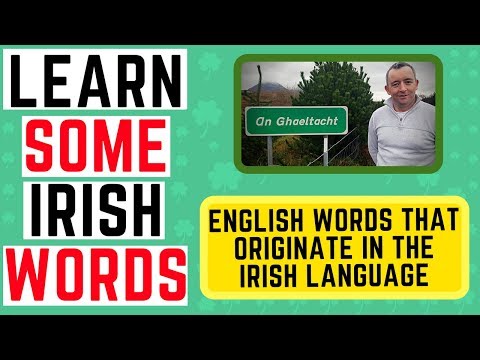 LEARN
SOME
IRISH
WORDS
An Ghaeltacht
ENGLISH WORDS THAT
ORIGINATE IN THE
IRISH LANGUAGE